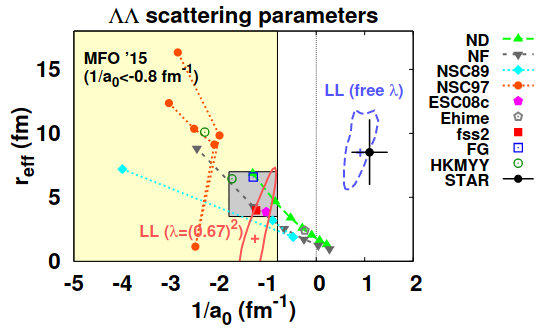 ΛΛ scattering parameters
MFO '15
(1/a0<-0.8 fm-1)
LL (free λ)
LL (λ=(0.67)2)
r_eff (fm)
15
10
5
0
-5 -4 -3 -2 -1 0 1 2
1/a0 (fm-1)
ND
NF
NSC89
NSC97
ESC08c
Ehime
fss2
FG
HKMYY
STAR